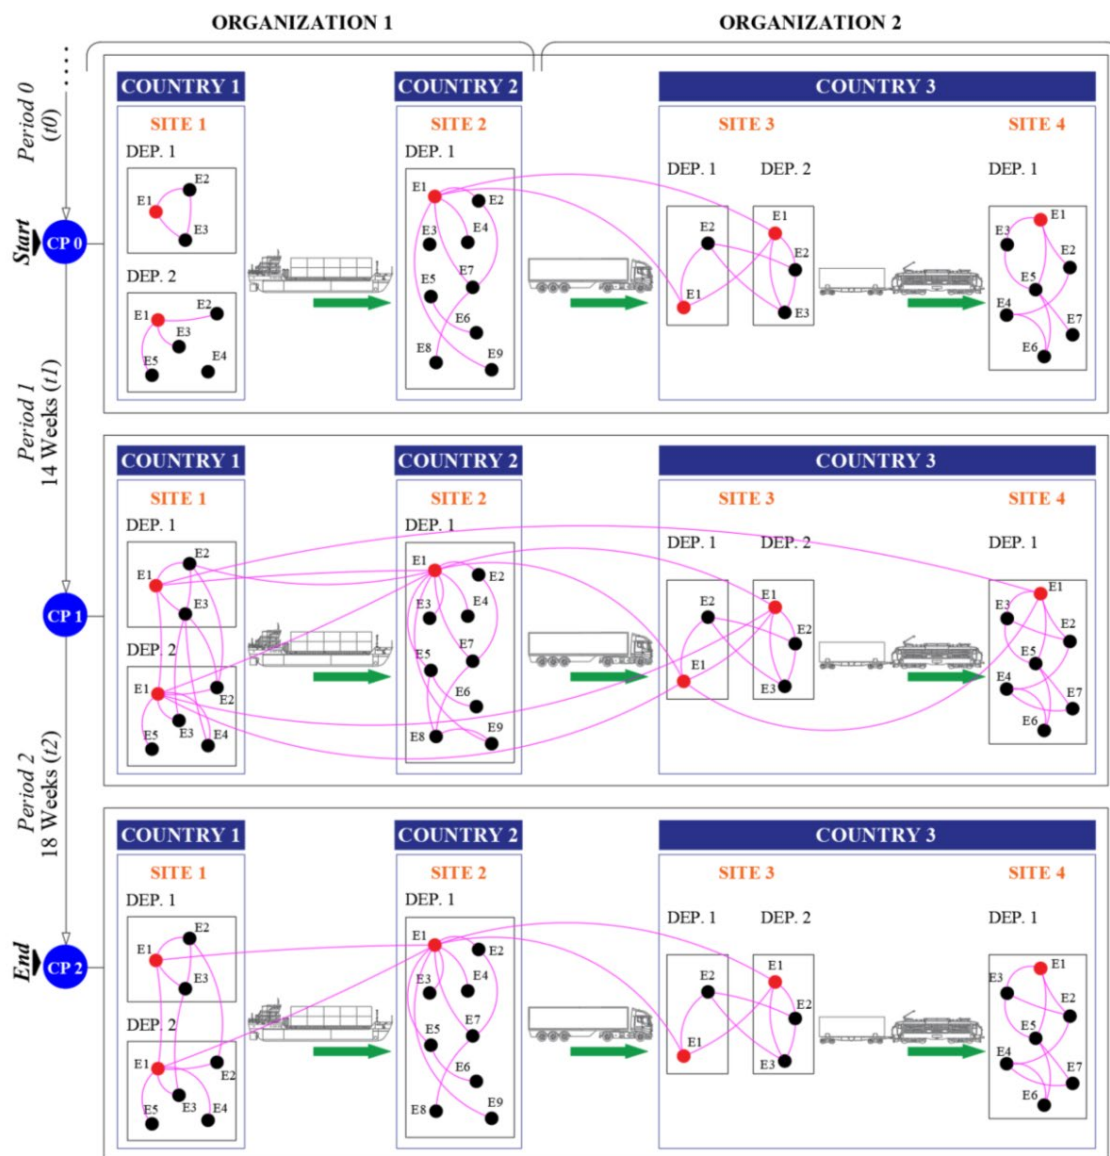 ORGANIZATION 1
ORGANIZATION 2
Period 0
(t0)
Start
CP 0
COUNTRY 1
COUNTRY 2
COUNTRY 3
SITE 1
SITE 2
SITE 3
SITE 4
DEP. 1
E2
E1
E3
DEP. 2
E2
E1
E3
E4
E5
DEP. 1
E1
E2
E3
E4
E5
E7
E6
E8
E9
DEP. 1
E2
E1
DEP. 2
E1
E2
E3
DEP. 1
E1
E3
E2
E5
E4
E7
E6
Period 1
14 Weeks (t1)
CP 1
COUNTRY 1
COUNTRY 2
COUNTRY 3
SITE 1
SITE 2
SITE 3
SITE 4
DEP. 1
E2
E1
E3
DEP. 2
E1
E2
E3
E4
E5
DEP. 1
E1
E2
E3
E4
E5
E7
E6
E8
E9
DEP. 1
E2
E1
DEP. 2
E1
E2
E3
DEP. 1
E1
E3
E2
E5
E4
E7
E6
Period 2
18 Weeks (t2)
End
CP 2
COUNTRY 1
COUNTRY 2
COUNTRY 3
SITE 1
SITE 2
SITE 3
SITE 4
DEP. 1
E2
E1
E3
DEP. 2
E1
E2
E3
E4
E5
DEP. 1
E1
E2
E3
E4
E5
E7
E6
E8
E9
DEP. 1
E2
E1
DEP. 2
E1
E2
E3
DEP. 1
E1
E3
E2
E5
E4
E7
E6